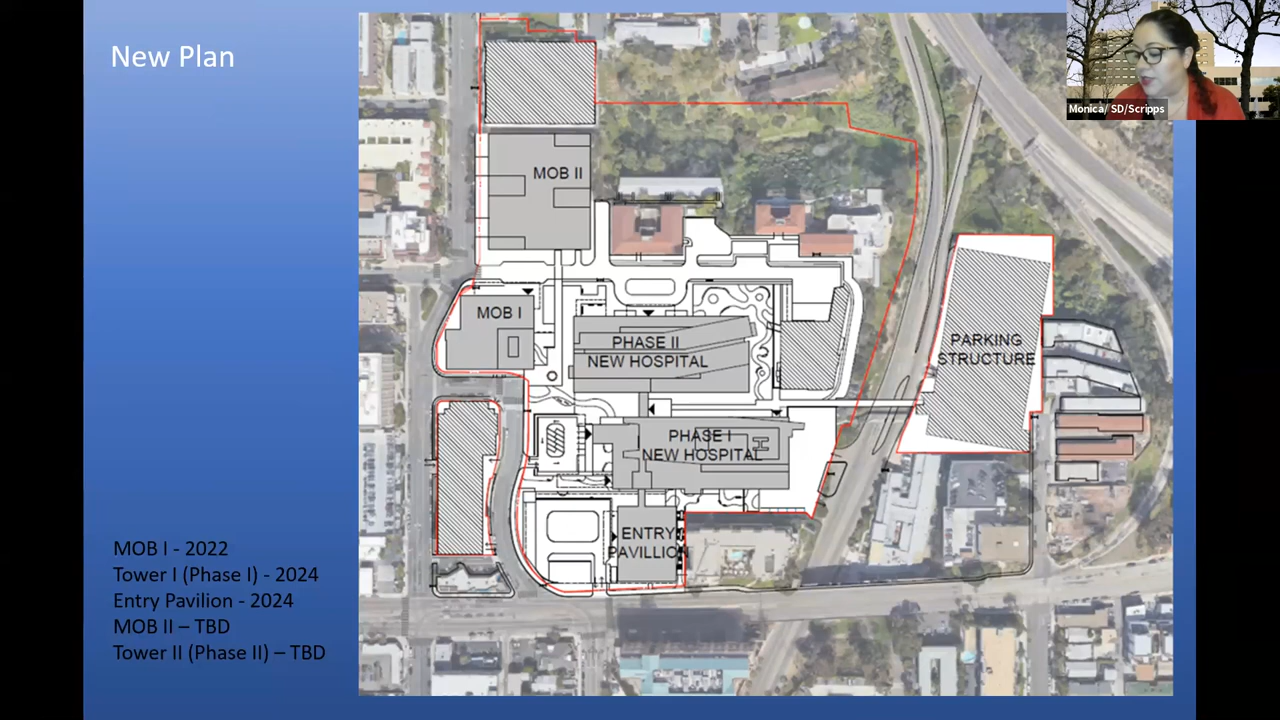 New Plan
Monica/ SD/Scripps
MOB II
MOB I
PHASE II
NEW HOSPITAL
PARKING
STRUCTURE
PHASE I
NEW HOSPITAL
ENTRY
PAVILLION
MOB I - 2022
Tower I (Phase I) - 2024
Entry Pavilion - 2024
MOB II – TBD
Tower II (Phase II) – TBD